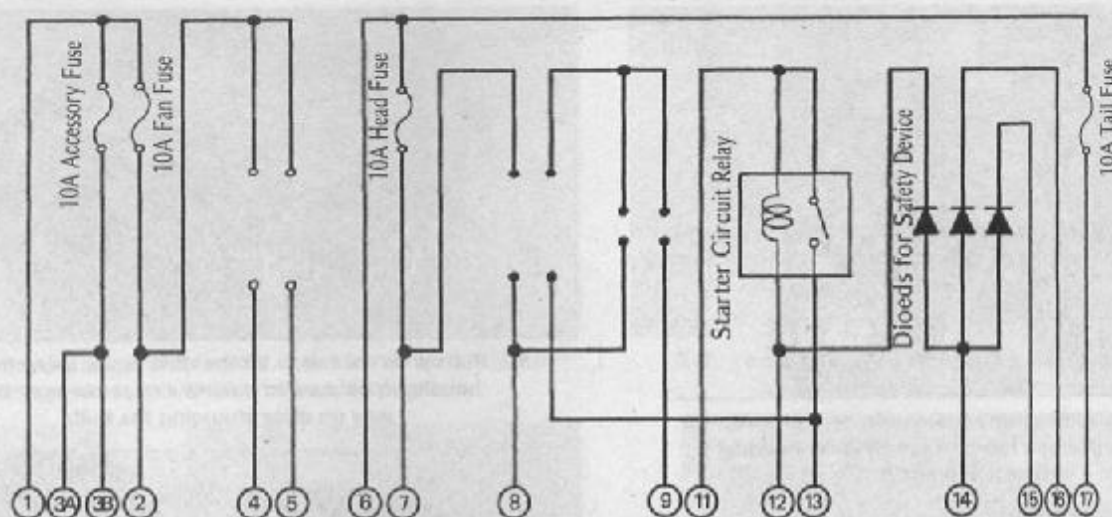 10A Accessory Fuse
10A Fan Fuse
10A Head Fuse
Starter Circuit Relay
Dioeds for Safety Device
10A Tail Fuse
1 3A 3B 2 4 5 6 7 8 9 11 12 13 14 15 16 17